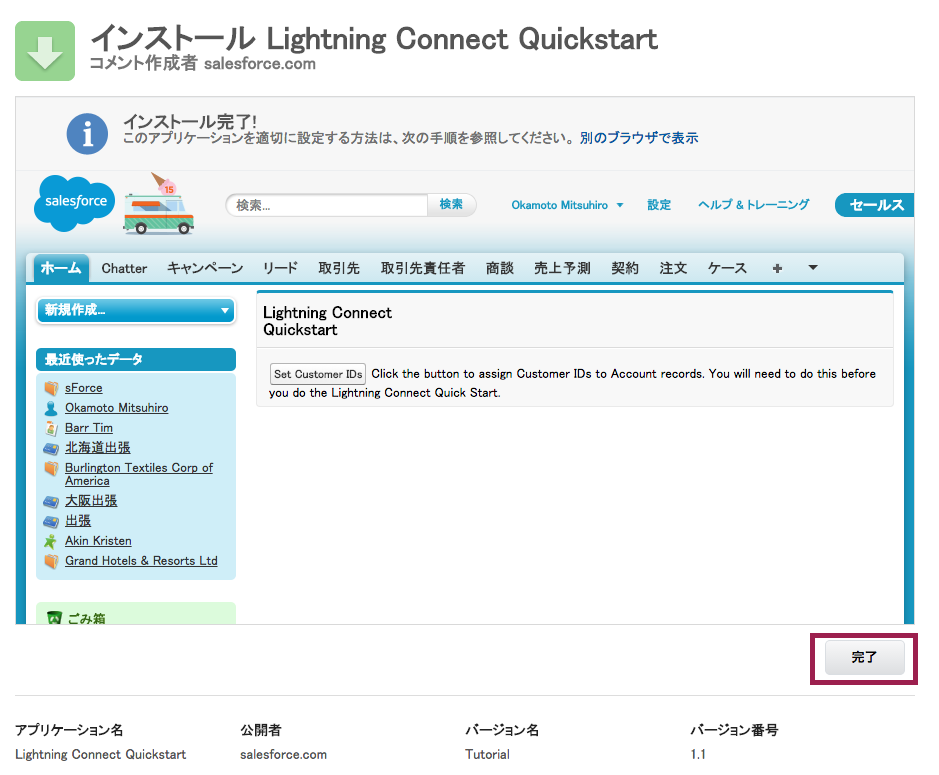 インストール Lightning Connect Quickstart
コメント作成者 salesforce.com
インストール完了!
このアプリケーションを適切に設定する方法は、次の手順を参照してください。 別のブラウザで表示
salesforce
15
検索...
検索
Okamoto Mitsuhiro
設定
ヘルプ & トレーニング
セールス
ホーム Chatter キャンペーン リード 取引先 取引先責任者 商談 売上予測 契約 注文 ケース +
新規作成...
最近使ったデータ
sForce
Okamoto Mitsuhiro
Barr Tim
北海道出張
Burlington Textiles Corp of
America
大阪出張
出張
Akin Kristen
Grand Hotels & Resorts Ltd
ごみ箱
Lightning Connect
Quickstart
Set Customer IDs Click the button to assign Customer IDs to Account records. You will need to do this before
you do the Lightning Connect Quick Start.
完了
アプリケーション名 公開者 バージョン名 バージョン番号
Lightning Connect Quickstart salesforce.com Tutorial 1.1